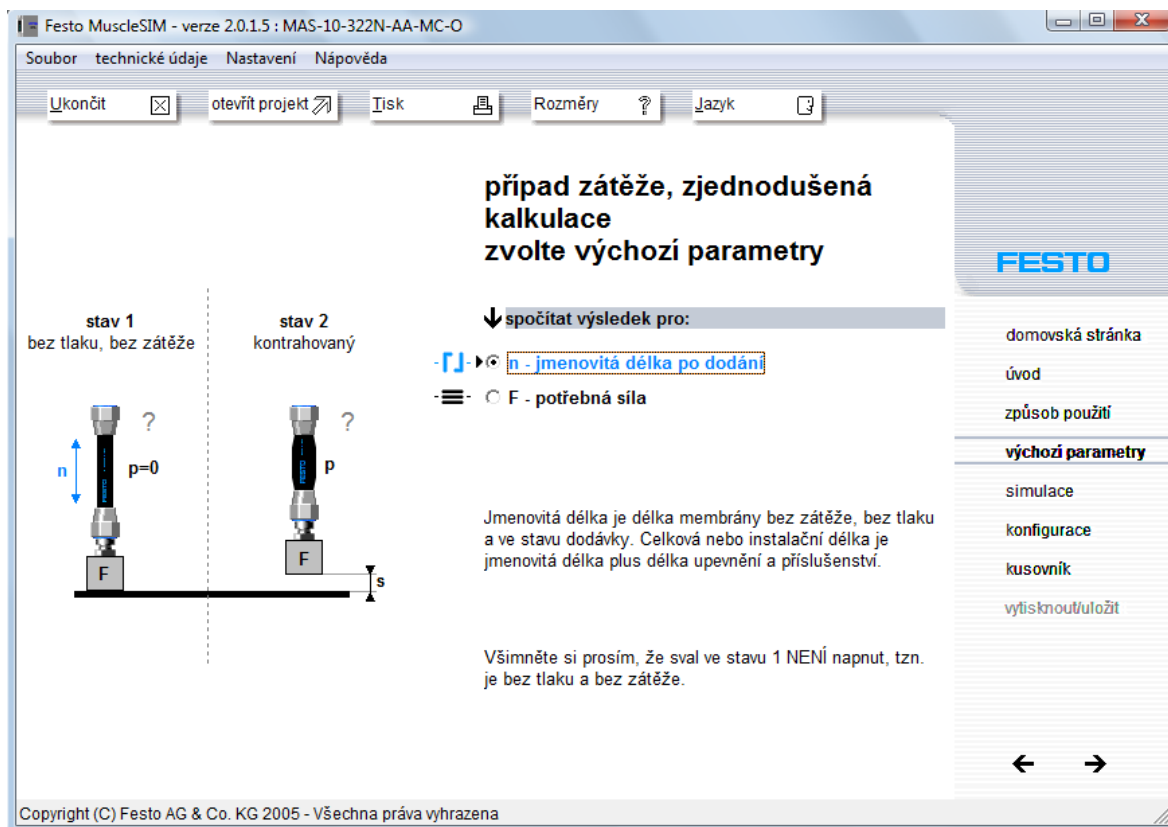 Festo MuscleSIM - verze 2.0.1.5 : MAS-10-322N-AA-MC-O
Soubor technické údaje Nastavení Nápověda
Ukončit otevřít projekt Tisk Rozměry ? Jazyk
případ zátěže, zjednodušená
kalkulace
zvolte výchozí parametry
FESTO
stav 1
bez tlaku, bez zátěže
stav 2
kontrahovaný
?
n
p=0
FESTO
F
?
p
FESTO
F
s
spočítat výsledek pro:
n - jmenovitá délka po dodání
F - potřebná síla
Jmenovitá délka je délka membrány bez zátěže, bez tlaku
a ve stavu dodávky. Celková nebo instalační délka je
jmenovitá délka plus délka upevnění a příslušenství.
Všimněte si prosím, že sval ve stavu 1 NENÍ napnut, tzn.
je bez tlaku a bez zátěže.
domovská stránka
úvod
způsob použití
výchozí parametry
simulace
konfigurace
kusovník
vytisknout/uložit
Copyright (C) Festo AG & Co. KG 2005 - Všechna práva vyhrazena